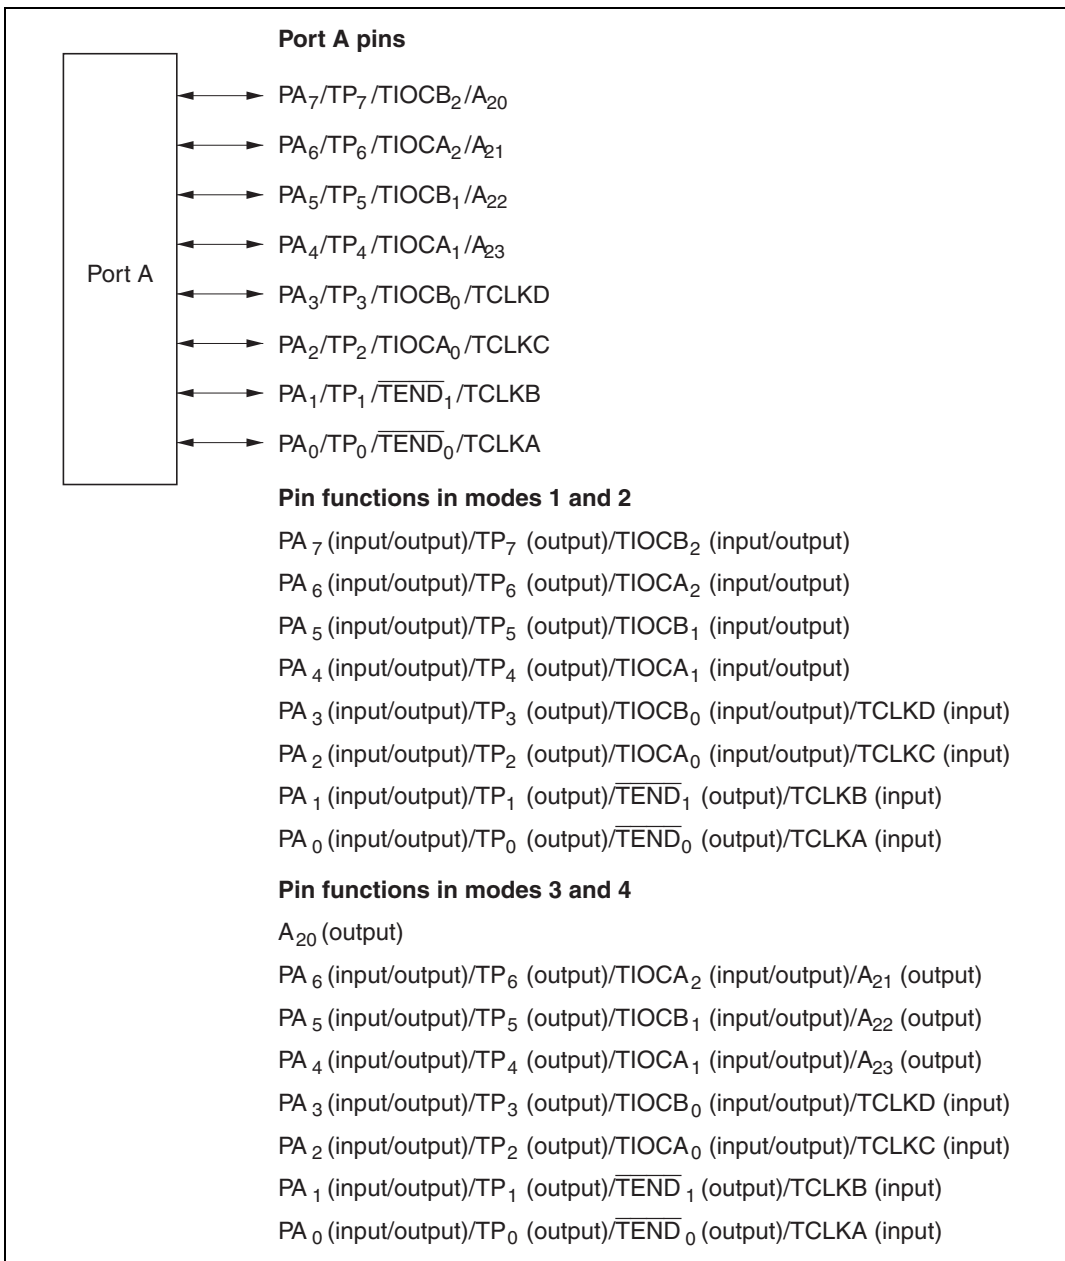 Port A pins
PA₇/TP₇/TIOCB₂/A₂₀
PA₆/TP₆/TIOCA₂/A₂₁
PA₅/TP₅/TIOCB₁/A₂₂
PA₄/TP₄/TIOCA₁/A₂₃
Port A
PA₃/TP₃/TIOCB₀/TCLKD
PA₂/TP₂/TIOCA₀/TCLKC
PA₁/TP₁/T̅E̅N̅D̅₁/TCLKB
PA₀/TP₀/T̅E̅N̅D̅₀/TCLKA
Pin functions in modes 1 and 2
PA₇ (input/output)/TP₇ (output)/TIOCB₂ (input/output)
PA₆ (input/output)/TP₆ (output)/TIOCA₂ (input/output)
PA₅ (input/output)/TP₅ (output)/TIOCB₁ (input/output)
PA₄ (input/output)/TP₄ (output)/TIOCA₁ (input/output)
PA₃ (input/output)/TP₃ (output)/TIOCB₀ (input/output)/TCLKD (input)
PA₂ (input/output)/TP₂ (output)/TIOCA₀ (input/output)/TCLKC (input)
PA₁ (input/output)/TP₁ (output)/T̅E̅N̅D̅₁ (output)/TCLKB (input)
PA₀ (input/output)/TP₀ (output)/T̅E̅N̅D̅₀ (output)/TCLKA (input)
Pin functions in modes 3 and 4
A₂₀ (output)
PA₆ (input/output)/TP₆ (output)/TIOCA₂ (input/output)/A₂₁ (output)
PA₅ (input/output)/TP₅ (output)/TIOCB₁ (input/output)/A₂₂ (output)
PA₄ (input/output)/TP₄ (output)/TIOCA₁ (input/output)/A₂₃ (output)
PA₃ (input/output)/TP₃ (output)/TIOCB₀ (input/output)/TCLKD (input)
PA₂ (input/output)/TP₂ (output)/TIOCA₀ (input/output)/TCLKC (input)
PA₁ (input/output)/TP₁ (output)/T̅E̅N̅D̅₁ (output)/TCLKB (input)
PA₀ (input/output)/TP₀ (output)/T̅E̅N̅D̅₀ (output)/TCLKA (input)